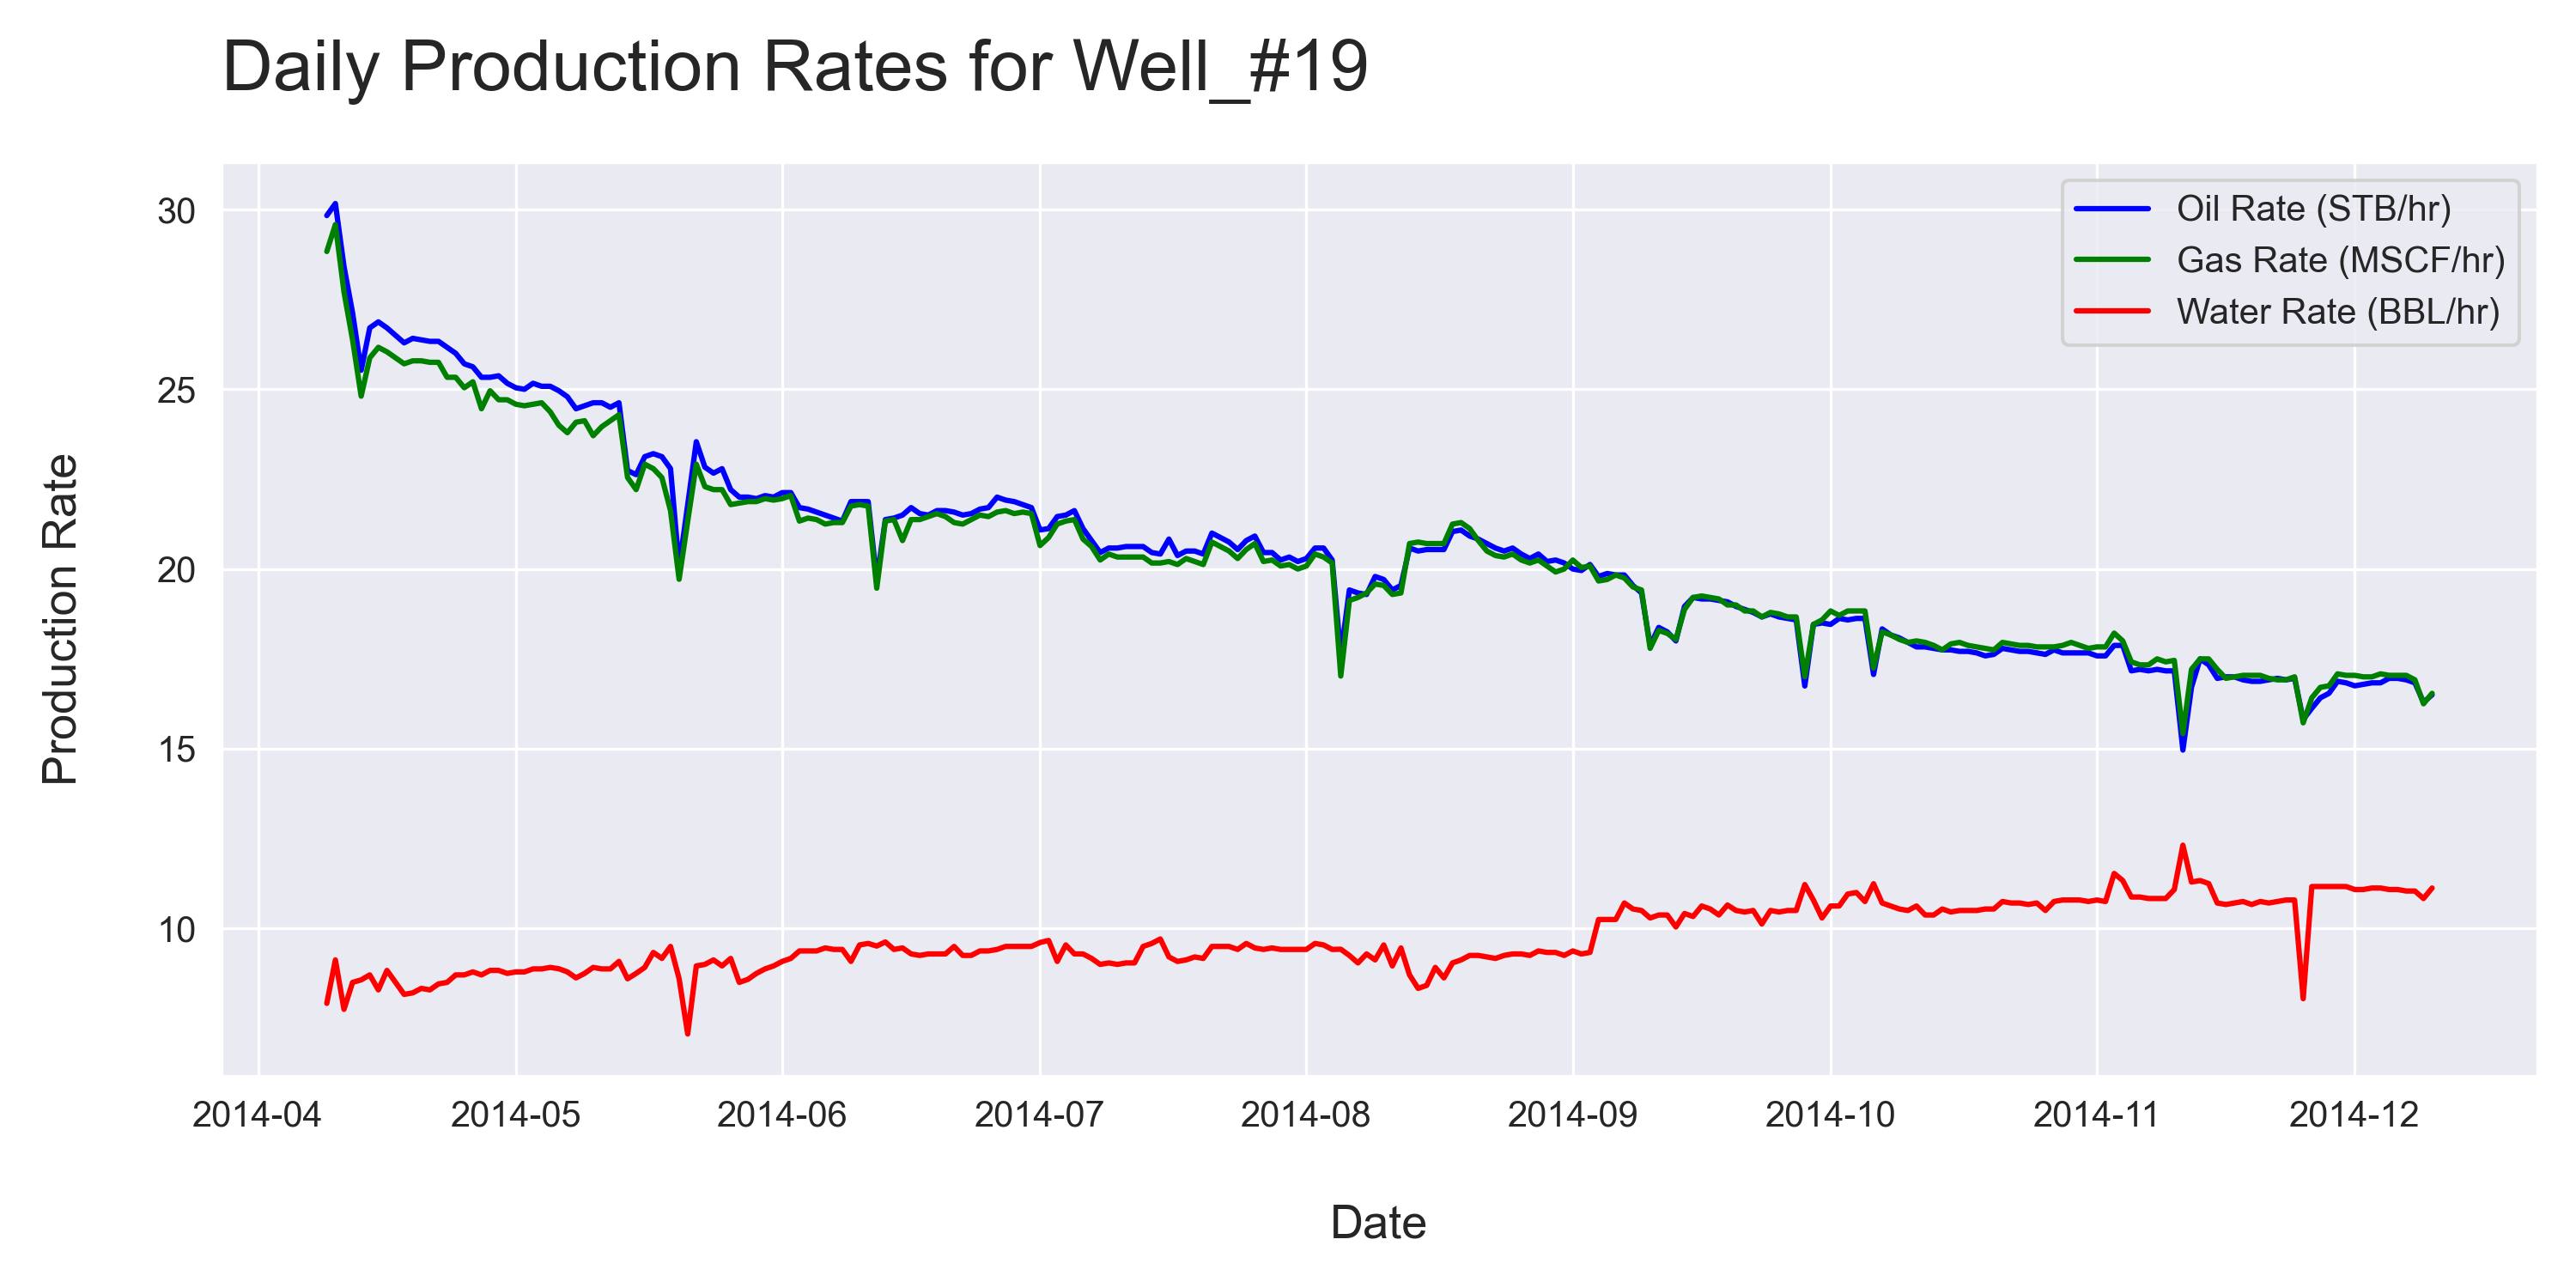 Daily Production Rates for Well_#19
Production Rate
30
25
20
15
10
Oil Rate (STB/hr)
Gas Rate (MSCF/hr)
Water Rate (BBL/hr)
2014-04 2014-05 2014-06 2014-07 2014-08 2014-09 2014-10 2014-11 2014-12
Date